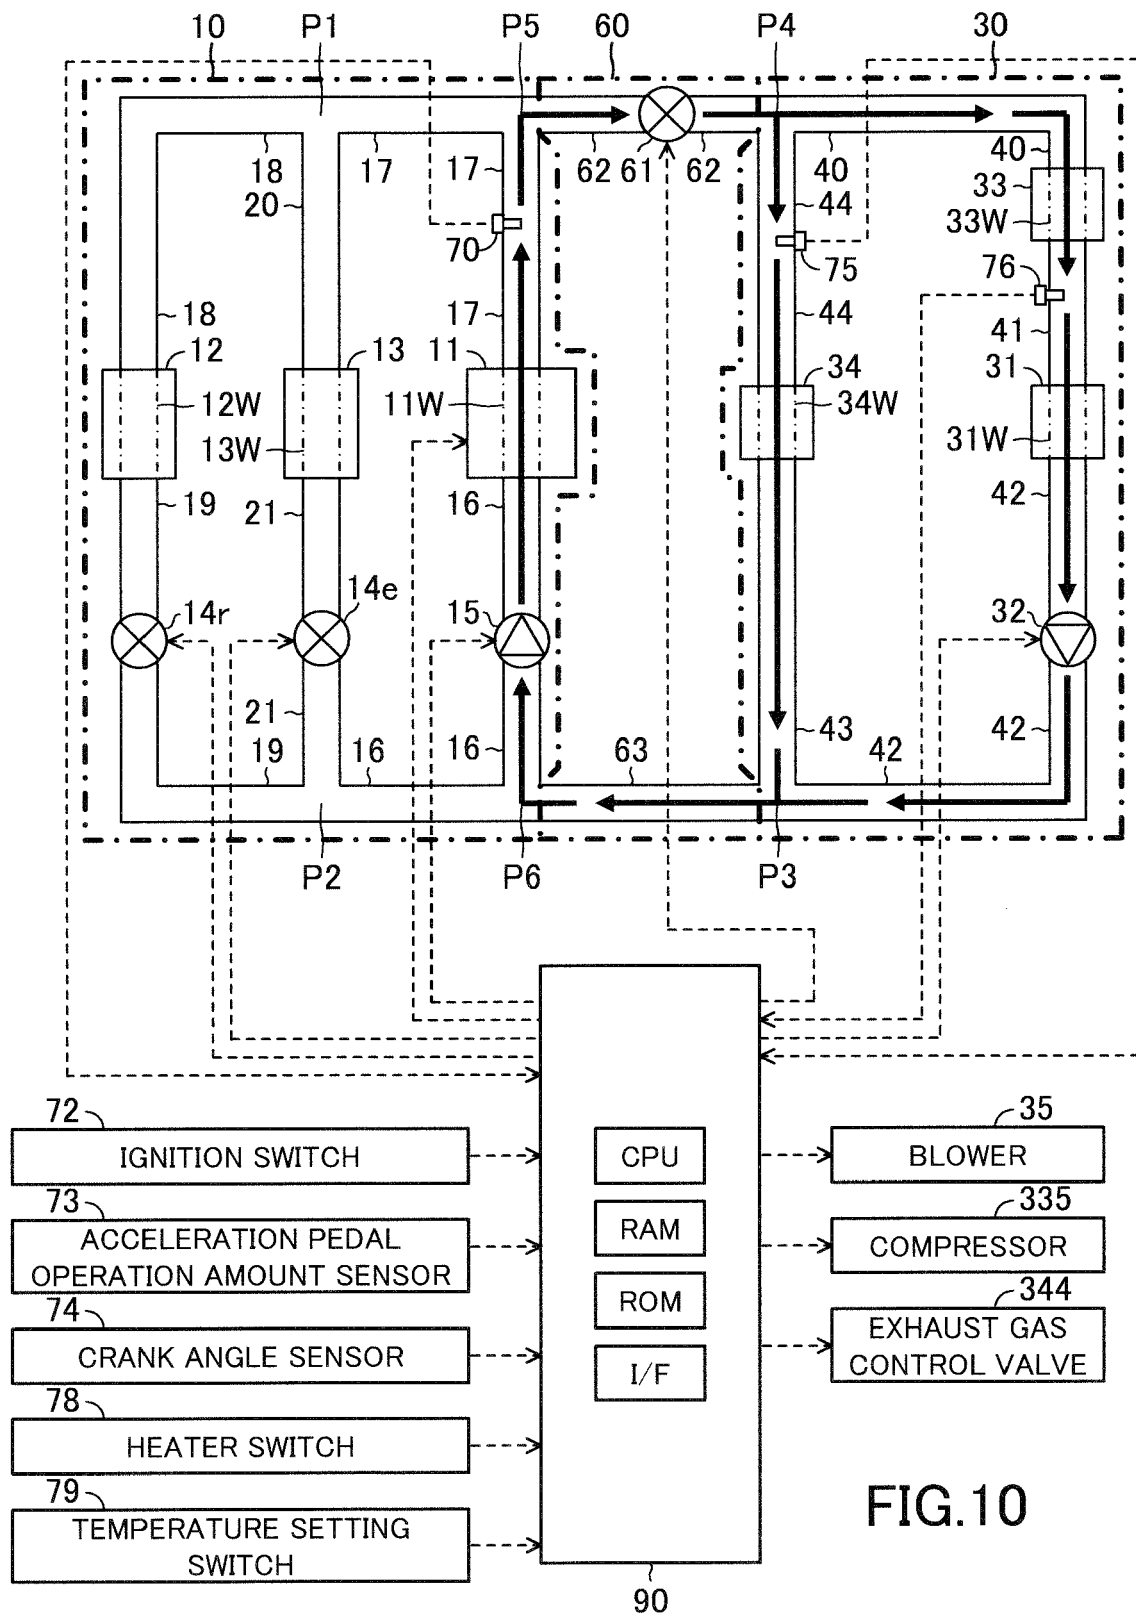 10 P1 P5 60 P4 30
18 17 17 62 61 62 40 44 40
20 33
33W
70 75 76
18 17 44 41
12 13 11 34 31
12W 11W 34W
13W 31W
19 21 16 42
14r 14e 15 32
21 16 43 42
19 16 63 42
P2 P6 P3
72
IGNITION SWITCH
73
ACCELERATION PEDAL
OPERATION AMOUNT SENSOR
74
CRANK ANGLE SENSOR
78
HEATER SWITCH
79
TEMPERATURE SETTING
SWITCH
CPU
RAM
ROM
I/F
90
35
BLOWER
335
COMPRESSOR
344
EXHAUST GAS
CONTROL VALVE
FIG.10